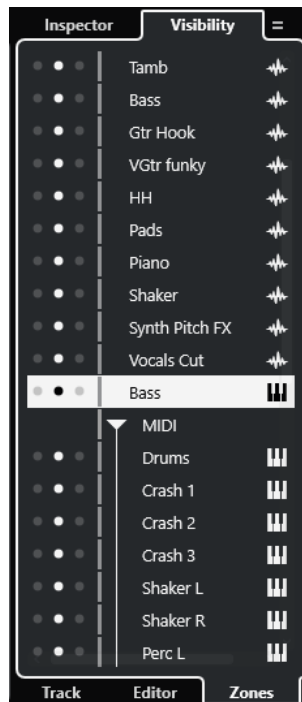 Inspector Visibility
Tamb
Bass
Gtr Hook
VGtr funky
HH
Pads
Piano
Shaker
Synth Pitch FX
Vocals Cut
Bass
MIDI
Drums
Crash 1
Crash 2
Crash 3
Shaker L
Shaker R
Perc L
Track Editor Zones